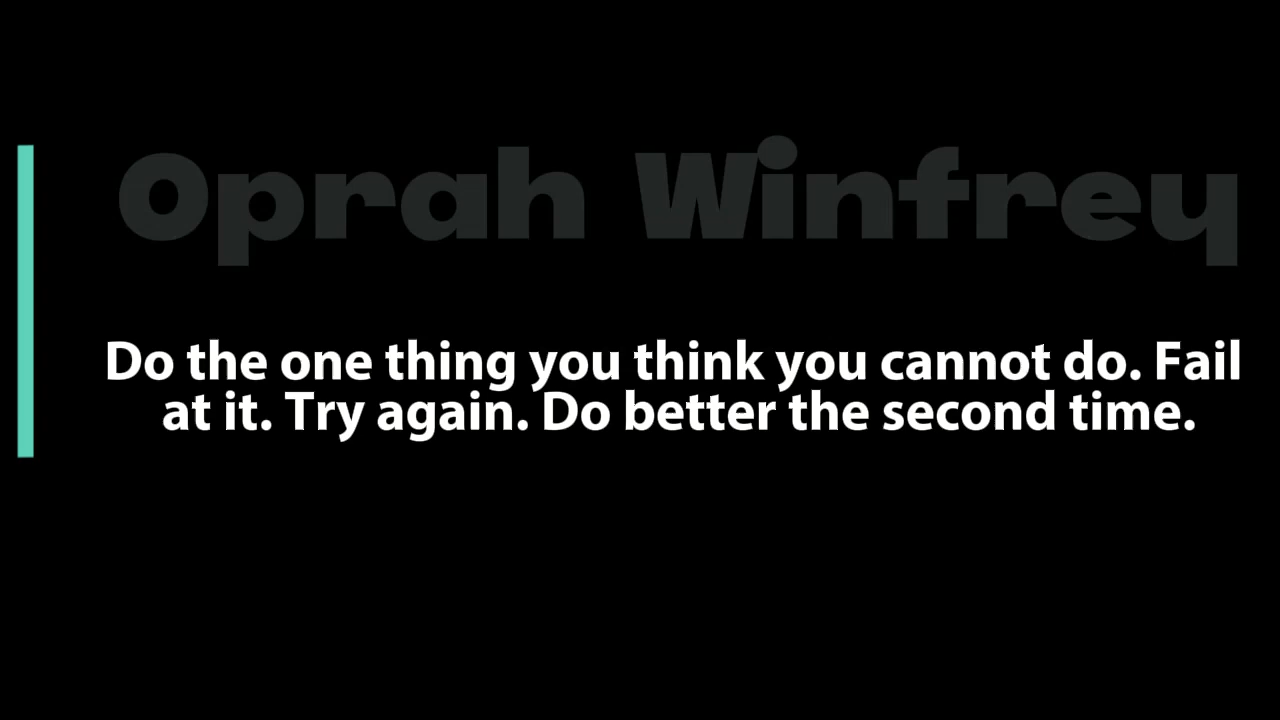 Oprah Winfrey
Do the one thing you think you cannot do. Fail
at it. Try again. Do better the second time.